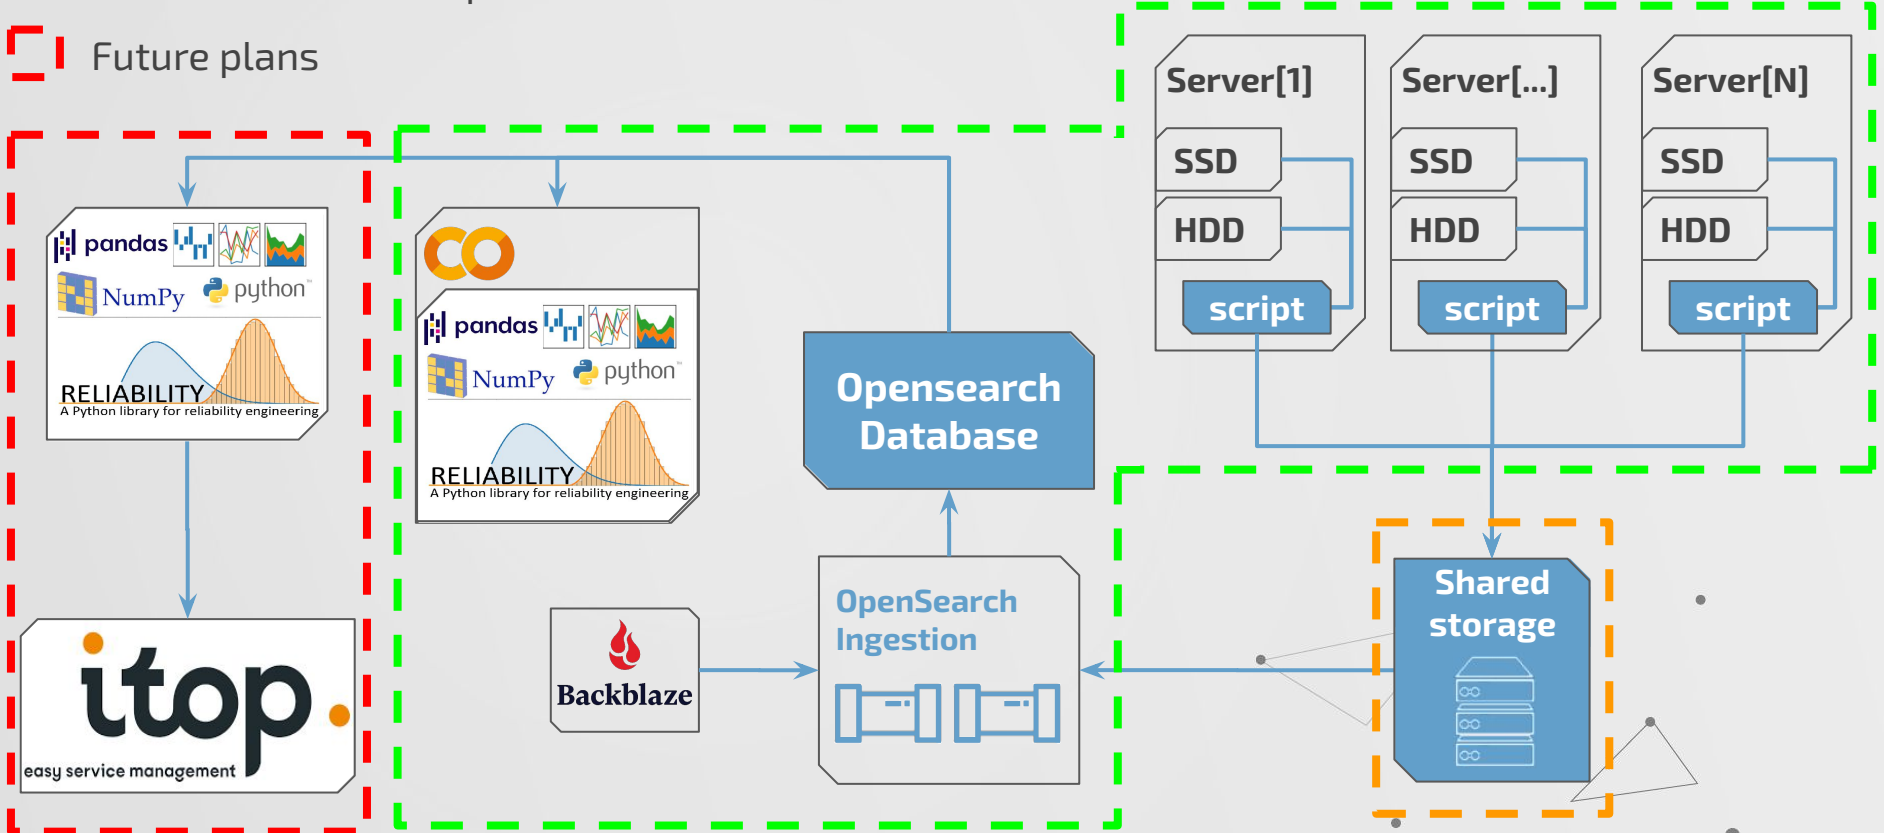 Future plans
Server[1]
SSD
HDD
script
Server[...]
SSD
HDD
script
Server[N]
SSD
HDD
script
pandas
NumPy
python™
RELIABILITY
A Python library for reliability engineering
pandas
NumPy
python™
RELIABILITY
A Python library for reliability engineering
Opensearch
Database
OpenSearch
Ingestion
Backblaze
Shared
storage
itop
easy service management